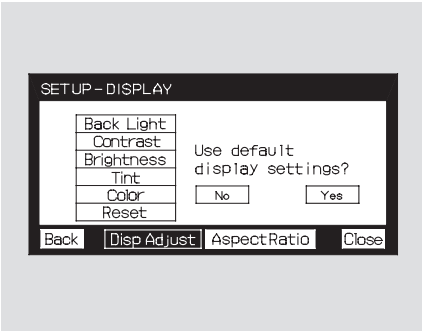 SETUP-DISPLAY
Back Light
Contrast
Brightness
Tint
Color
Reset
Use default
display settings?
No
Yes
Back
Disp Adjust
AspectRatio
Close